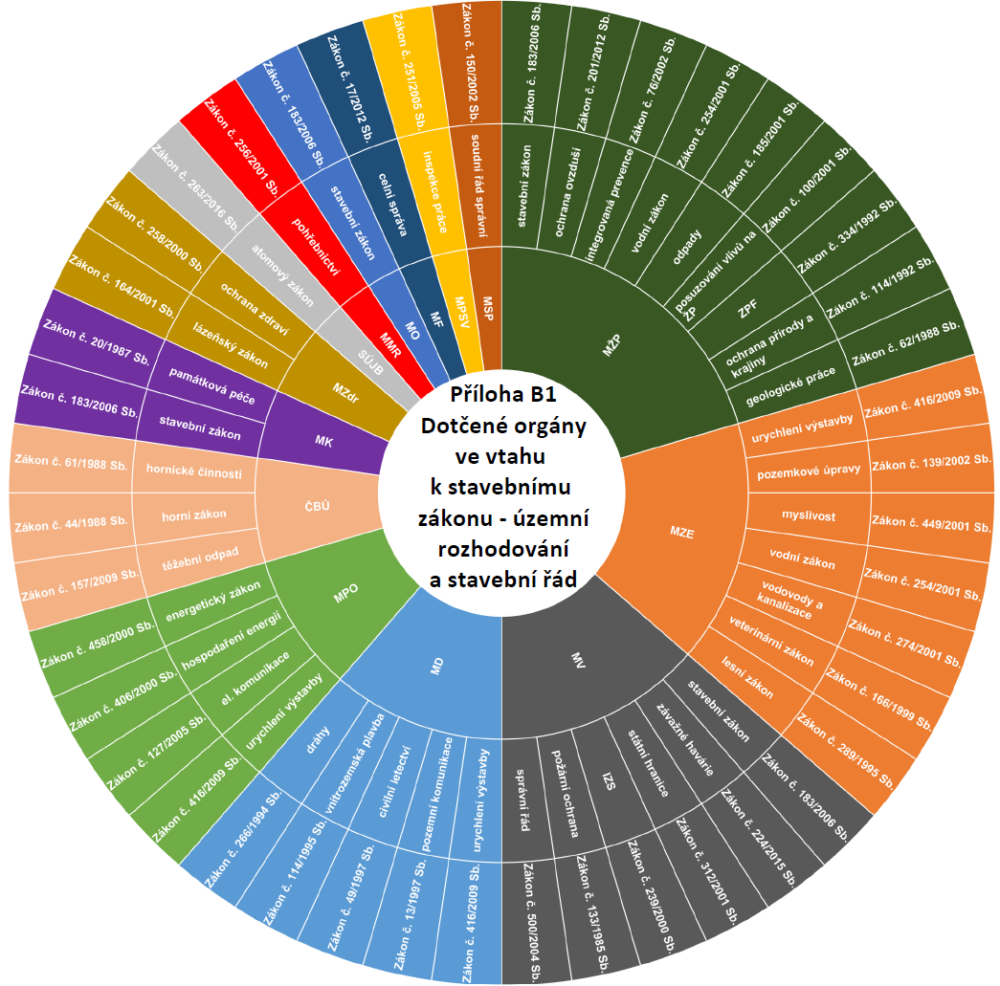 Příloha B1
Dotčené orgány
ve vtahu
k stavebnímu
zákonu - územní
rozhodování
a stavební řád
MŽP
stavební zákon
Zákon č. 183/2006 Sb.
ochrana ovzduší
Zákon č. 201/2012 Sb.
integrovaná prevence
Zákon č. 76/2002 Sb.
vodní zákon
Zákon č. 254/2001 Sb.
odpady
Zákon č. 185/2001 Sb.
posuzování vlivů na
ŽP
Zákon č. 100/2001 Sb.
ZPF
Zákon č. 334/1992 Sb.
ochrana přírody a
krajiny
Zákon č. 114/1992 Sb.
geologické práce
Zákon č. 62/1988 Sb.
MZE
urychlení výstavby
Zákon č. 416/2009 Sb.
pozemkové úpravy
Zákon č. 139/2002 Sb.
myslivost
Zákon č. 449/2001 Sb.
vodní zákon
Zákon č. 254/2001 Sb.
vodovody a
kanalizace
Zákon č. 274/2001 Sb.
veterinární zákon
Zákon č. 166/1999 Sb.
lesní zákon
Zákon č. 289/1995 Sb.
MV
stavební zákon
Zákon č. 183/2006 Sb.
závažné havárie
Zákon č. 224/2015 Sb.
státní hranice
Zákon č. 312/2001 Sb.
IZS
Zákon č. 239/2000 Sb.
požární ochrana
Zákon č. 133/1985 Sb.
správní řád
Zákon č. 500/2004 Sb.
MD
urychlení výstavby
Zákon č. 416/2009 Sb.
pozemní komunikace
Zákon č. 13/1997 Sb.
civilní letectví
Zákon č. 49/1997 Sb.
vnitrozemská plavba
Zákon č. 114/1995 Sb.
dráhy
Zákon č. 266/1994 Sb.
MPO
urychlení výstavby
Zákon č. 416/2009 Sb.
el. komunikace
Zákon č. 127/2005 Sb.
hospodaření energií
Zákon č. 406/2000 Sb.
energetický zákon
Zákon č. 458/2000 Sb.
ČBÚ
těžební odpad
Zákon č. 157/2009 Sb.
horní zákon
Zákon č. 44/1988 Sb.
hornické činnosti
Zákon č. 61/1988 Sb.
MK
stavební zákon
Zákon č. 183/2006 Sb.
památková péče
Zákon č. 20/1987 Sb.
MZdr
lázeňský zákon
Zákon č. 164/2001 Sb.
ochrana zdraví
Zákon č. 258/2000 Sb.
SÚJB
atomový zákon
Zákon č. 263/2016 Sb.
MMR
pohřebnictví
Zákon č. 256/2001 Sb.
MO
stavební zákon
Zákon č. 183/2006 Sb.
MF
celní správa
Zákon č. 17/2012 Sb.
MPSV
inspekce práce
Zákon č. 251/2005 Sb.
MSP
soudní řád správní
Zákon č. 150/2002 Sb.